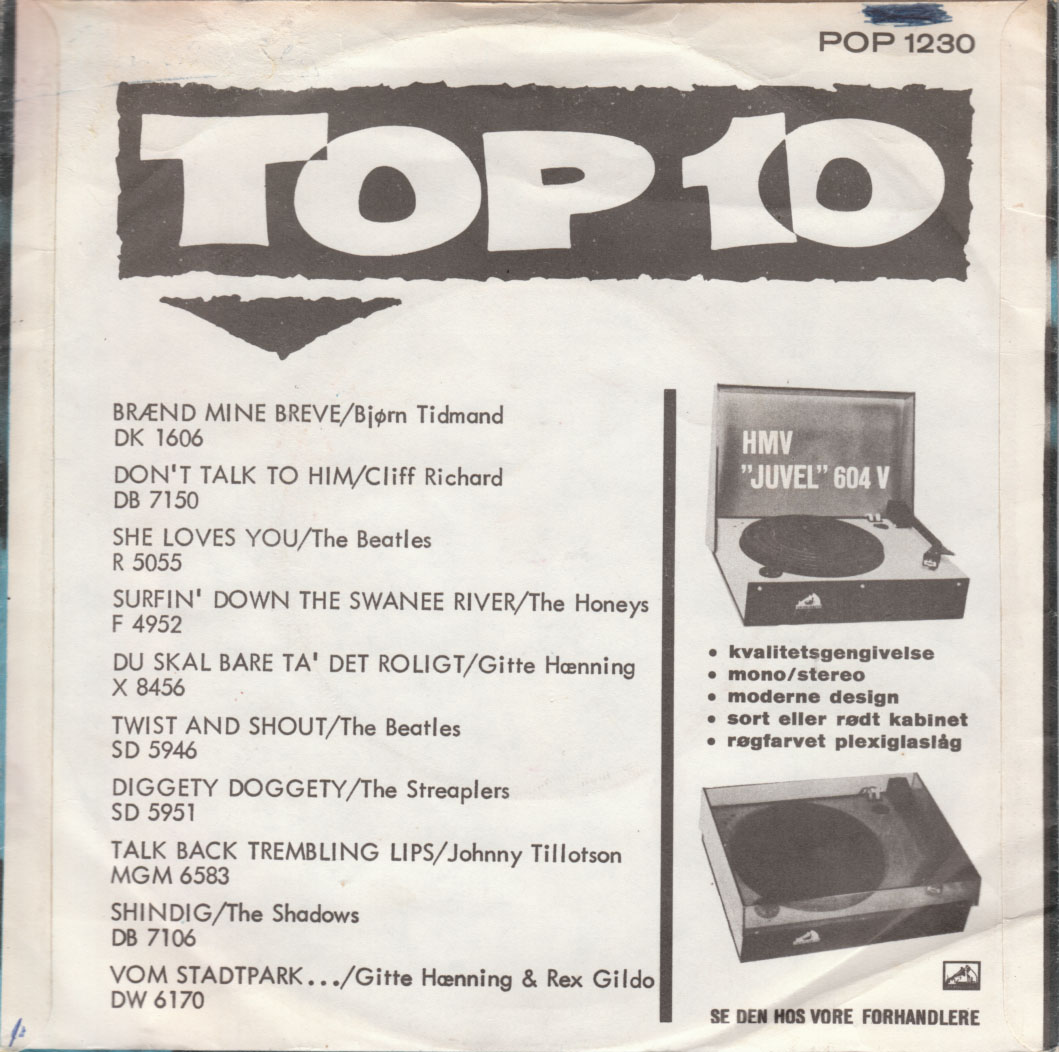 POP 1230
TOP 10
BRÆND MINE BREVE/Bjørn Tidmand
DK 1606
DON'T TALK TO HIM/Cliff Richard
DB 7150
SHE LOVES YOU/The Beatles
R 5055
SURFIN' DOWN THE SWANEE RIVER/The Honeys
F 4952
DU SKAL BARE TA' DET ROLIGT/Gitte Hænning
X 8456
TWIST AND SHOUT/The Beatles
SD 5946
DIGGETY DOGGETY/The Streaplers
SD 5951
TALK BACK TREMBLING LIPS/Johnny Tillotson
MGM 6583
SHINDIG/The Shadows
DB 7106
VOM STADTPARK.../Gitte Hænning & Rex Gildo
DW 6170
HMV
"JUVEL" 604 V
• kvalitetsgengivelse
• mono/stereo
• moderne design
• sort eller rødt kabinet
• røgfarvet plexiglaslåg
SE DEN HOS VORE FORHANDLERE